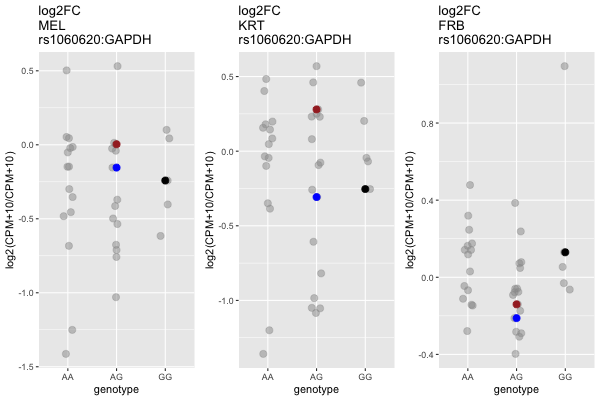 log2FC
MEL
rs1060620:GAPDH
log2(CPM+10/CPM+10)
0.5
0.0
-0.5
-1.0
-1.5
AA
AG
GG
genotype
log2FC
KRT
rs1060620:GAPDH
log2(CPM+10/CPM+10)
0.5
0.0
-0.5
-1.0
AA
AG
GG
genotype
log2FC
FRB
rs1060620:GAPDH
log2(CPM+10/CPM+10)
0.8
0.4
0.0
-0.4
AA
AG
GG
genotype